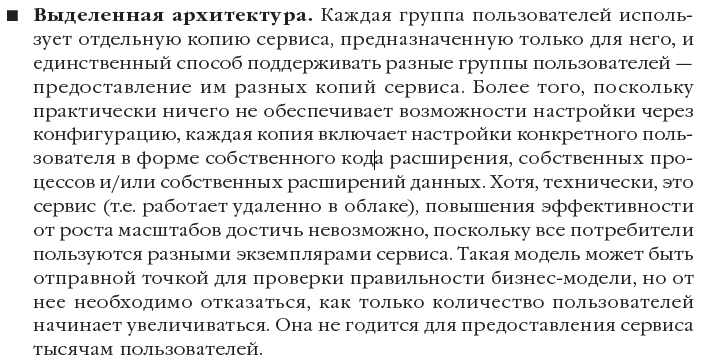 ■ Выделенная архитектура. Каждая группа пользователей исполь-
зует отдельную копию сервиса, предназначенную только для него, и
единственный способ поддерживать разные группы пользователей —
предоставление им разных копий сервиса. Более того, поскольку
практически ничего не обеспечивает возможности настройки через
конфигурацию, каждая копия включает настройки конкретного поль-
зователя в форме собственного кода расширения, собственных про-
цессов и/или собственных расширений данных. Хотя, технически, это
сервис (т.е. работает удаленно в облаке), повышения эффективности
от роста масштабов достичь невозможно, поскольку все потребители
пользуются разными экземплярами сервиса. Такая модель может быть
отправной точкой для проверки правильности бизнес-модели, но от
нее необходимо отказаться, как только количество пользователей
начинает увеличиваться. Она не годится для предоставления сервиса
тысячам пользователей.